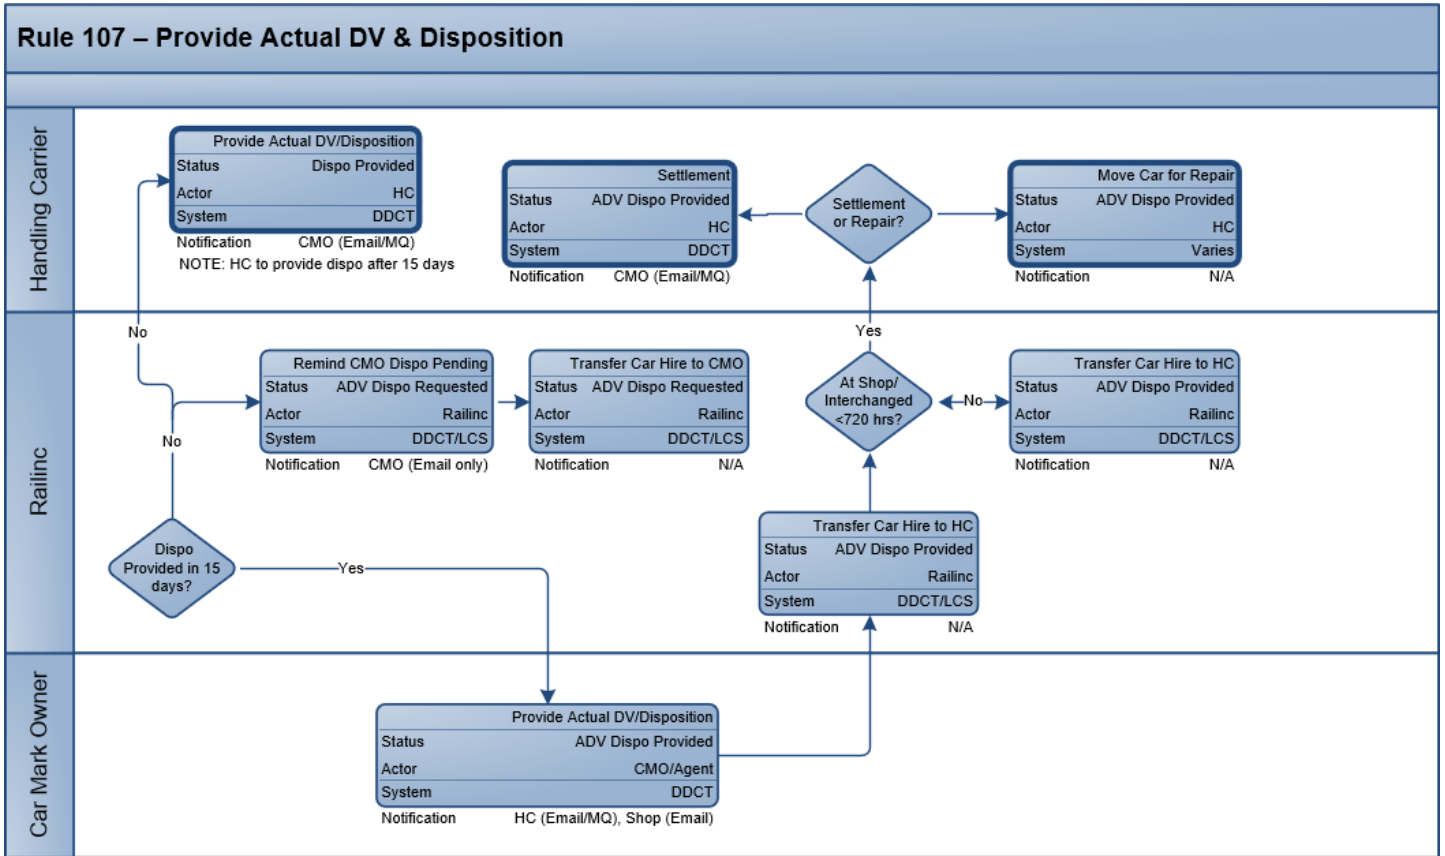 Rule 107 – Provide Actual DV & Disposition
Handling Carrier
Provide Actual DV/Disposition
Status Dispo Provided
Actor HC
System DDCT
Notification CMO (Email/MQ)
NOTE: HC to provide dispo after 15 days
Settlement
Status ADV Dispo Provided
Actor HC
System DDCT
Notification CMO (Email/MQ)
Settlement
or Repair?
Move Car for Repair
Status ADV Dispo Provided
Actor HC
System Varies
Notification N/A
Railinc
No
Yes
Remind CMO Dispo Pending
Status ADV Dispo Requested
Actor Railinc
System DDCT/LCS
Notification CMO (Email only)
Transfer Car Hire to CMO
Status ADV Dispo Requested
Actor Railinc
System DDCT/LCS
Notification N/A
At Shop/
Interchanged
<720 hrs?
No
Transfer Car Hire to HC
Status ADV Dispo Provided
Actor Railinc
System DDCT/LCS
Notification N/A
No
Dispo
Provided in 15
days?
Yes
Transfer Car Hire to HC
Status ADV Dispo Provided
Actor Railinc
System DDCT/LCS
Notification N/A
Car Mark Owner
Provide Actual DV/Disposition
Status ADV Dispo Provided
Actor CMO/Agent
System DDCT
Notification HC (Email/MQ), Shop (Email)